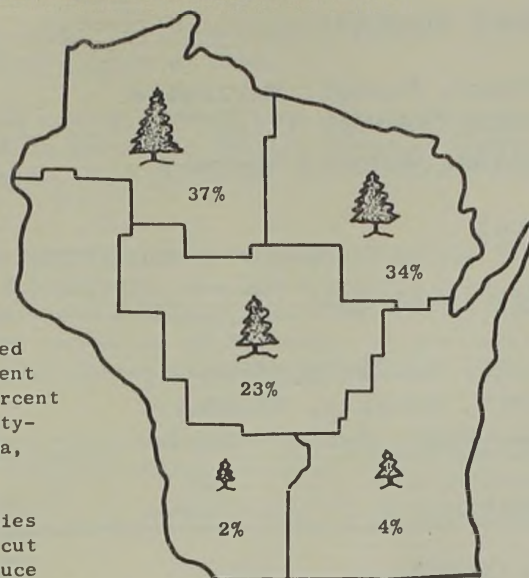 37%
34%
23%
ed
ent
rcent
ty-
a,
ies
cut
uce
2%
4%